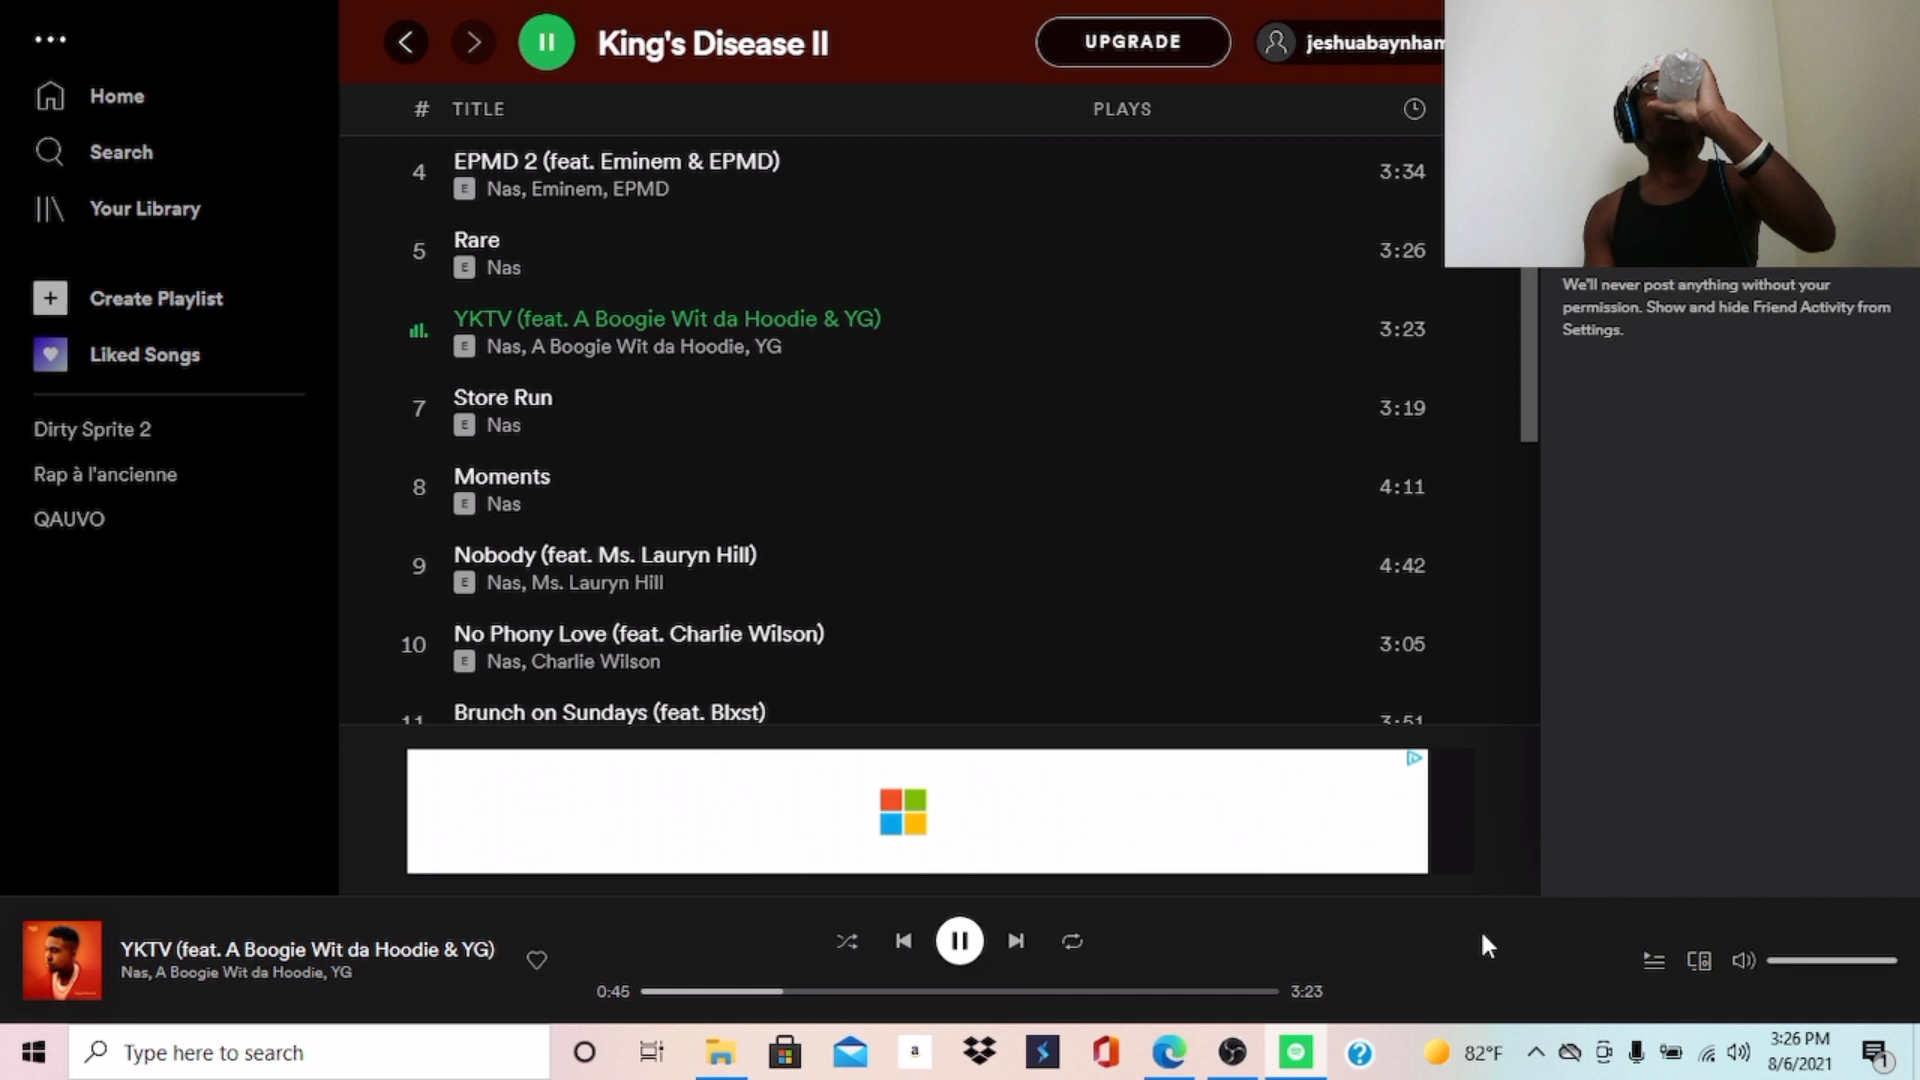 King's Disease II
UPGRADE
jeshuabaynham
Home
Search
Your Library
Create Playlist
Liked Songs
Dirty Sprite 2
Rap à l'ancienne
QAUVO
# TITLE PLAYS
4 EPMD 2 (feat. Eminem & EPMD) 3:34
E Nas, Eminem, EPMD
5 Rare 3:26
E Nas
YKTV (feat. A Boogie Wit da Hoodie & YG) 3:23
E Nas, A Boogie Wit da Hoodie, YG
7 Store Run 3:19
E Nas
8 Moments 4:11
E Nas
9 Nobody (feat. Ms. Lauryn Hill) 4:42
E Nas, Ms. Lauryn Hill
10 No Phony Love (feat. Charlie Wilson) 3:05
E Nas, Charlie Wilson
11 Brunch on Sundays (feat. Blxst) 3:51
We'll never post anything without your
permission. Show and hide Friend Activity from
Settings.
YKTV (feat. A Boogie Wit da Hoodie & YG)
Nas, A Boogie Wit da Hoodie, YG
0:45 3:23
Type here to search
a
82°F
3:26 PM
8/6/2021
1